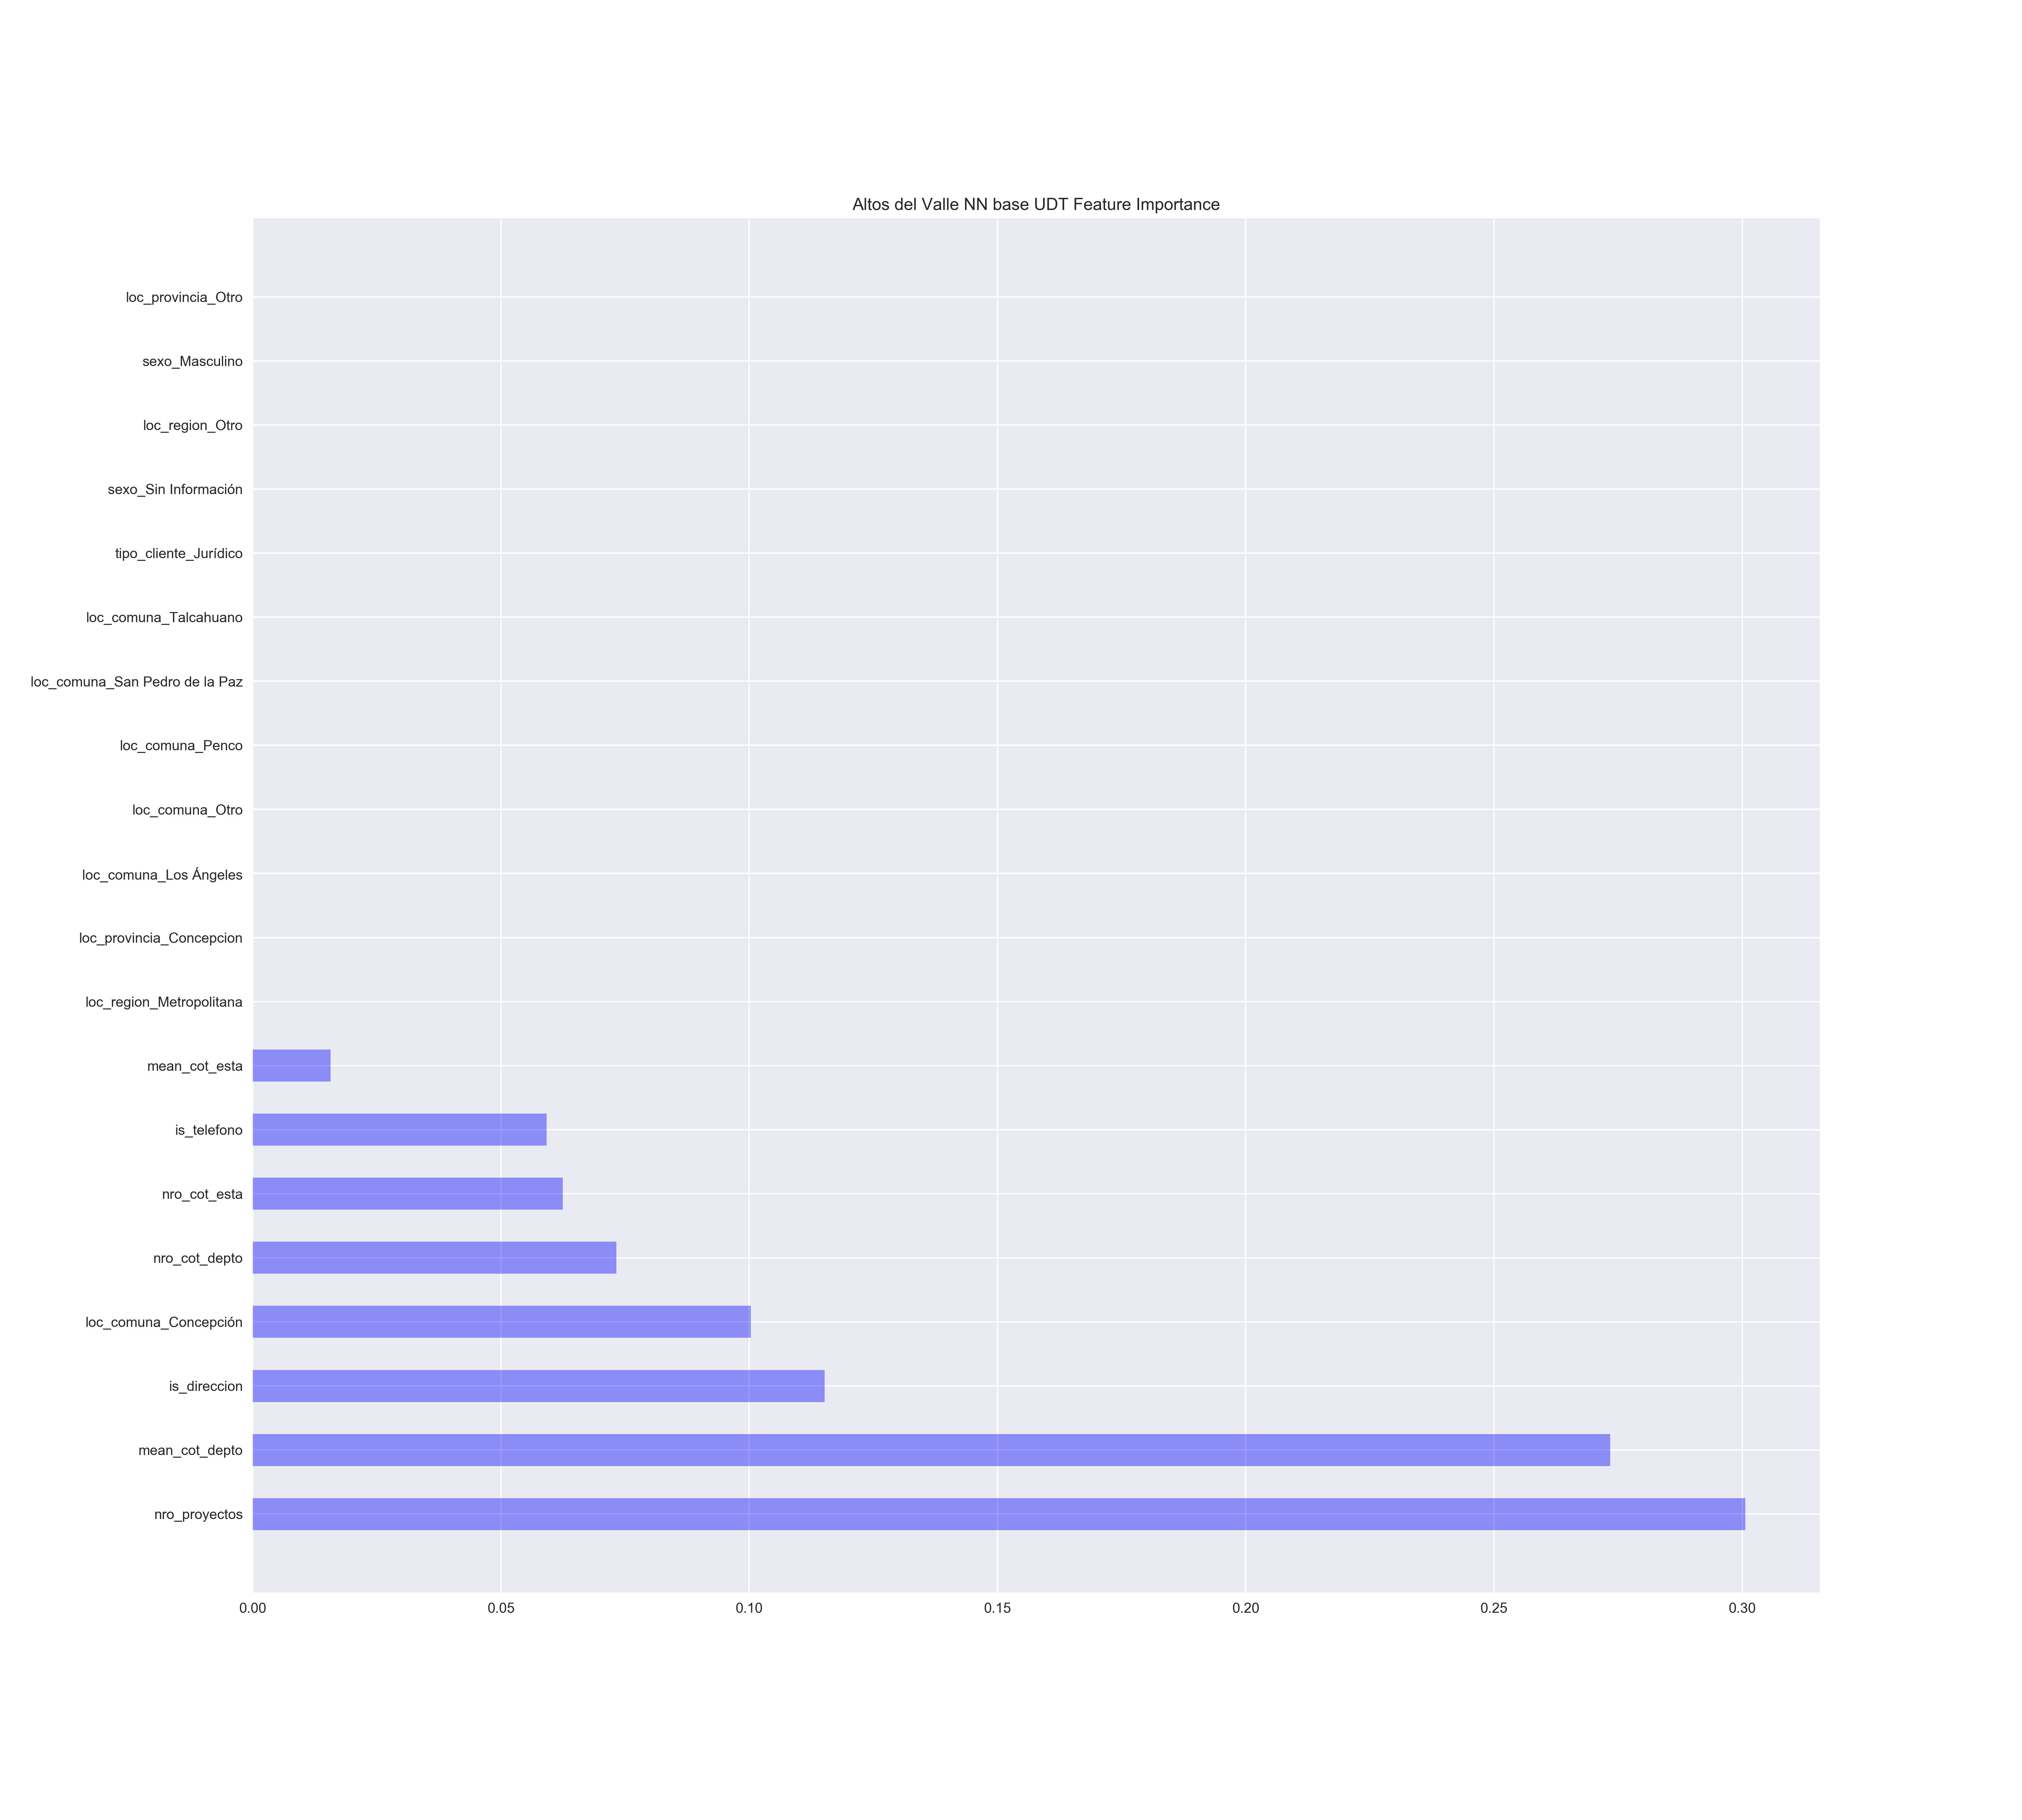 Altos del Valle NN base UDT Feature Importance
loc_provincia_Otro
sexo_Masculino
loc_region_Otro
sexo_Sin Información
tipo_cliente_Jurídico
loc_comuna_Talcahuano
loc_comuna_San Pedro de la Paz
loc_comuna_Penco
loc_comuna_Otro
loc_comuna_Los Ángeles
loc_provincia_Concepcion
loc_region_Metropolitana
mean_cot_esta
is_telefono
nro_cot_esta
nro_cot_depto
loc_comuna_Concepción
is_direccion
mean_cot_depto
nro_proyectos
0.00 0.05 0.10 0.15 0.20 0.25 0.30